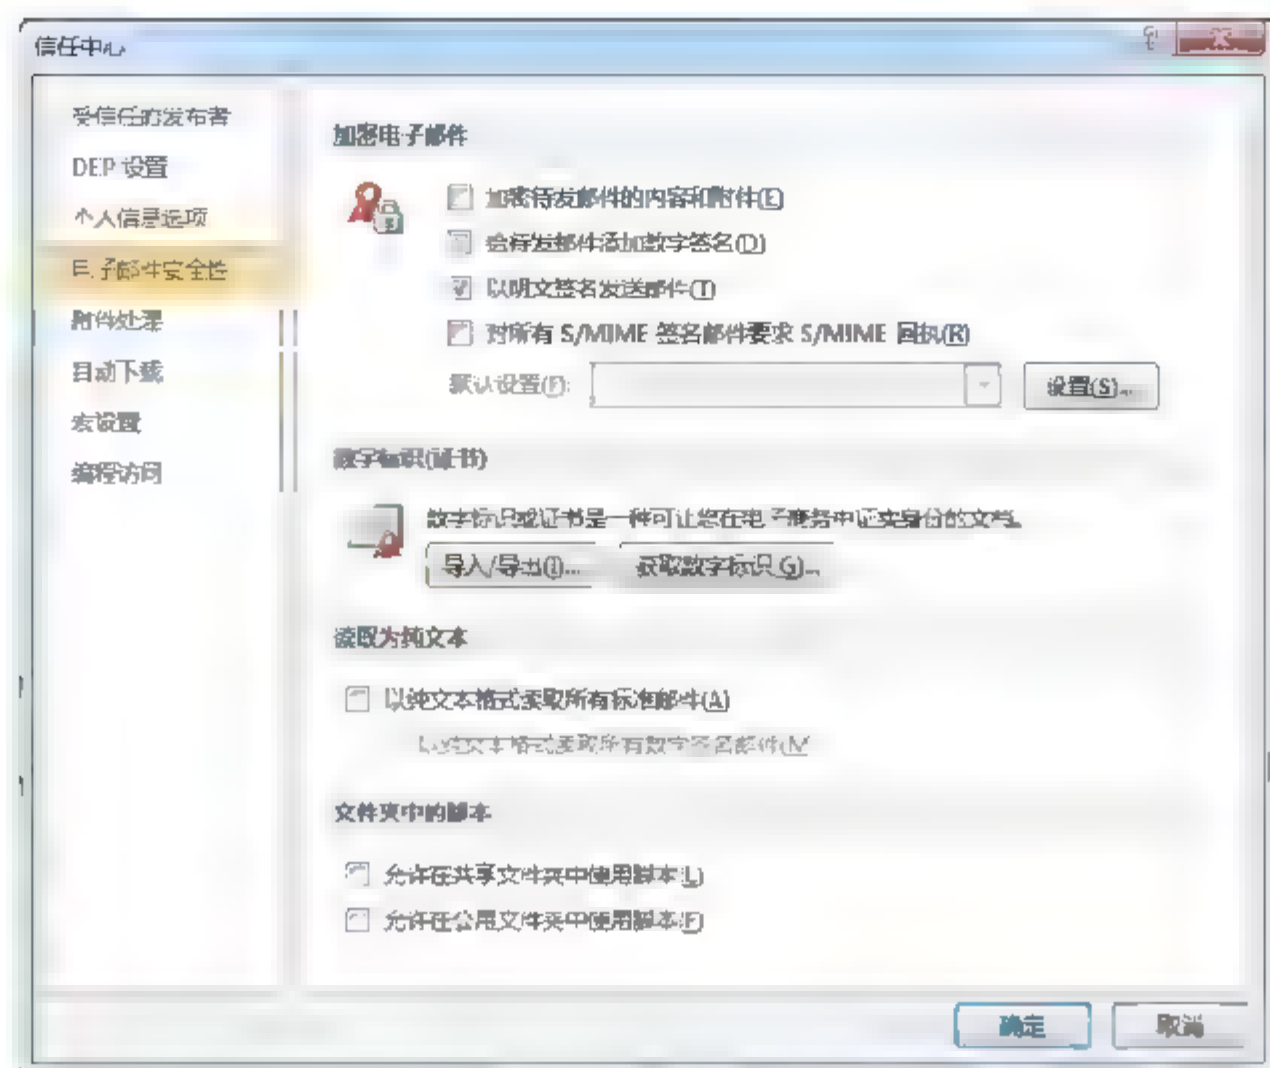 信任中心
受信任的发布者
DEP 设置
个人信息选项
电子邮件安全性
附件处理
自动下载
宏设置
编程访问
加密电子邮件
加密待发邮件的内容和附件(E)
给待发邮件添加数字签名(D)
以明文签名发送邮件(T)
对所有 S/MIME 签名邮件要求 S/MIME 回执(R)
默认设置(F):
设置(S)...
数字标识(证书)
数字标识或证书是一种可让您在电子商务中证实身份的文档。
导入/导出(I)...
获取数字标识(G)...
读取为纯文本
以纯文本格式读取所有标准邮件(A)
以纯文本格式读取所有数字签名邮件(M)
文件夹中的脚本
允许在共享文件夹中使用脚本(L)
允许在公用文件夹中使用脚本(F)
确定
取消